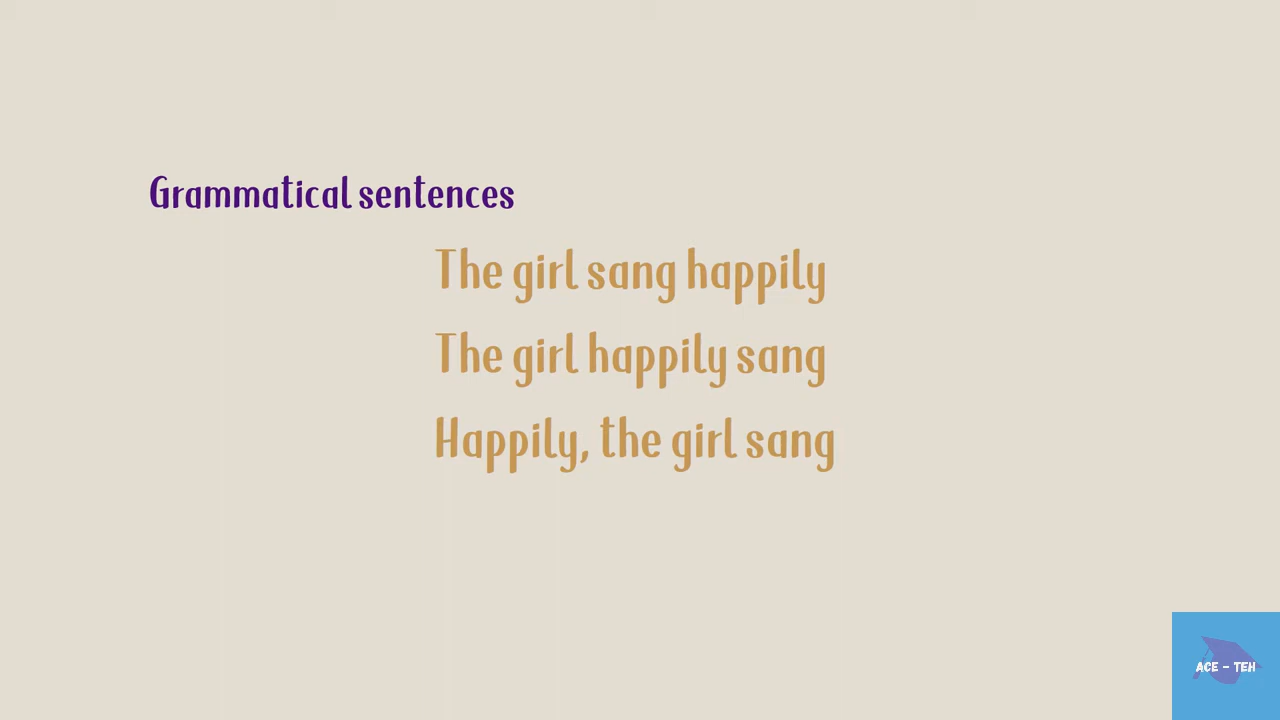 Grammatical sentences
The girl sang happily
The girl happily sang
Happily, the girl sang
ACE - TEH